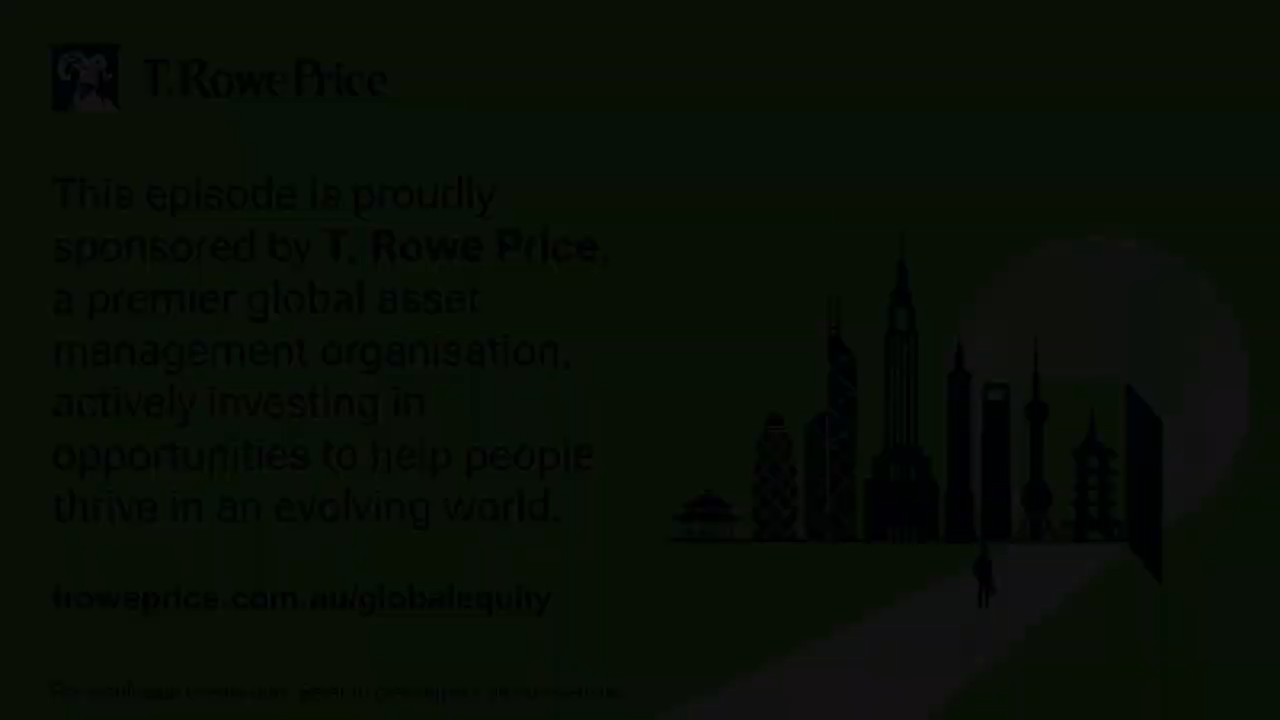 T. Rowe Price
This episode is proudly
sponsored by T. Rowe Price,
a premier global asset
management organisation,
actively investing in
opportunities to help people
thrive in an evolving world.
troweprice.com.au/globalequity